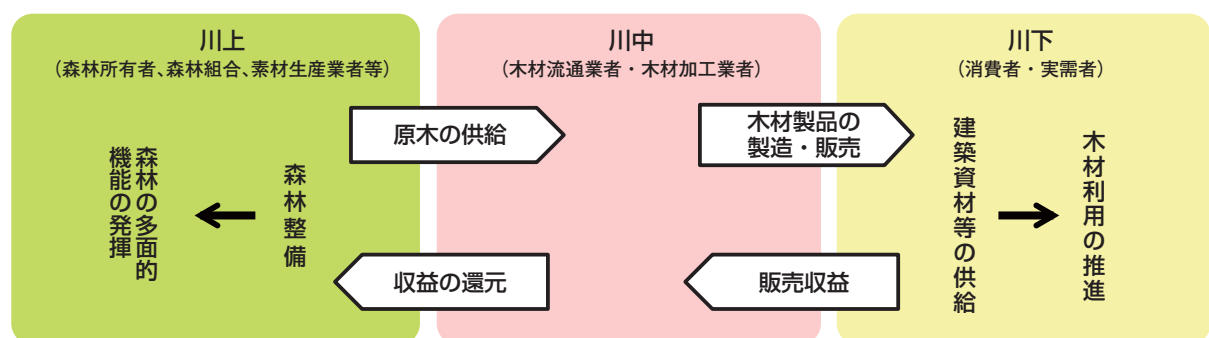 川上
（森林所有者、森林組合、素材生産業者等）
原木の供給
森林の多面的
機能の発揮
森林整備
収益の還元
川中
（木材流通業者・木材加工業者）
木材製品の
製造・販売
販売収益
川下
（消費者・実需者）
建築資材等の供給
木材利用の推進